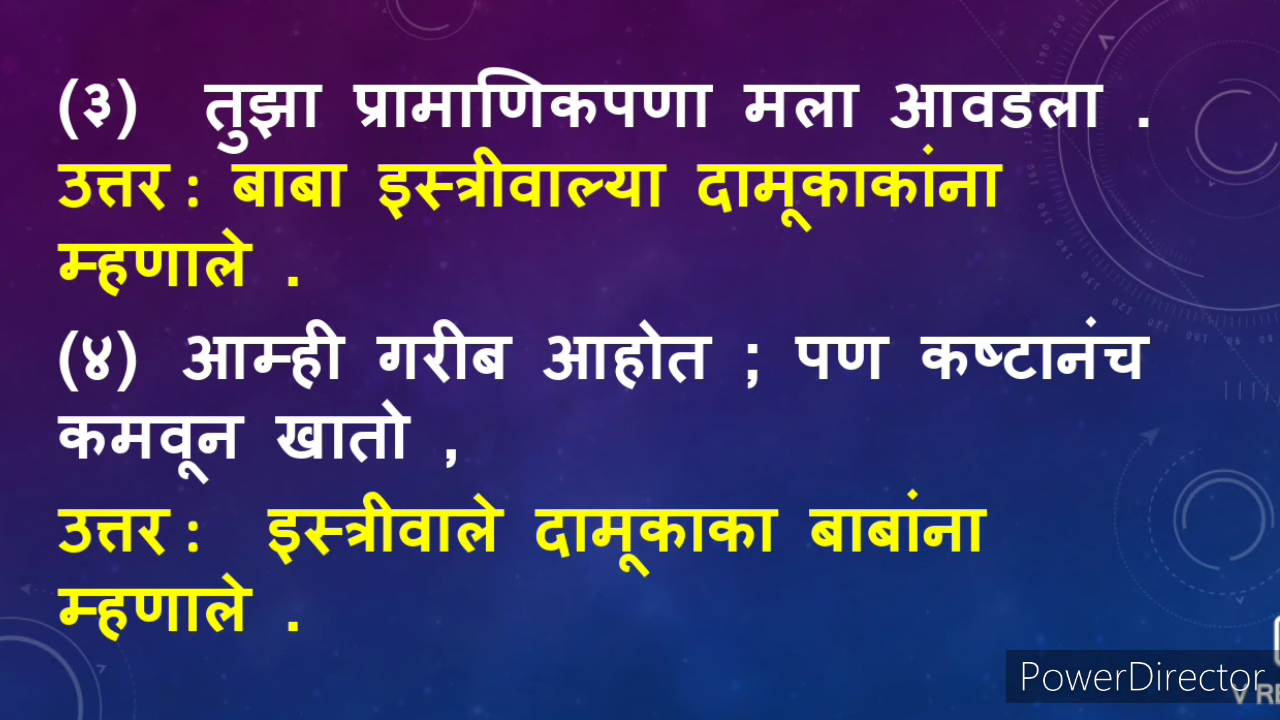 (३) तुझा प्रामाणिकपणा मला आवडला .
उत्तर : बाबा इस्त्रीवाल्या दामूकाकांना
म्हणाले .
(४) आम्ही गरीब आहोत ; पण कष्टानंच
कमवून खातो ,
उत्तर : इस्त्रीवाले दामूकाका बाबांना
म्हणाले .
PowerDirector